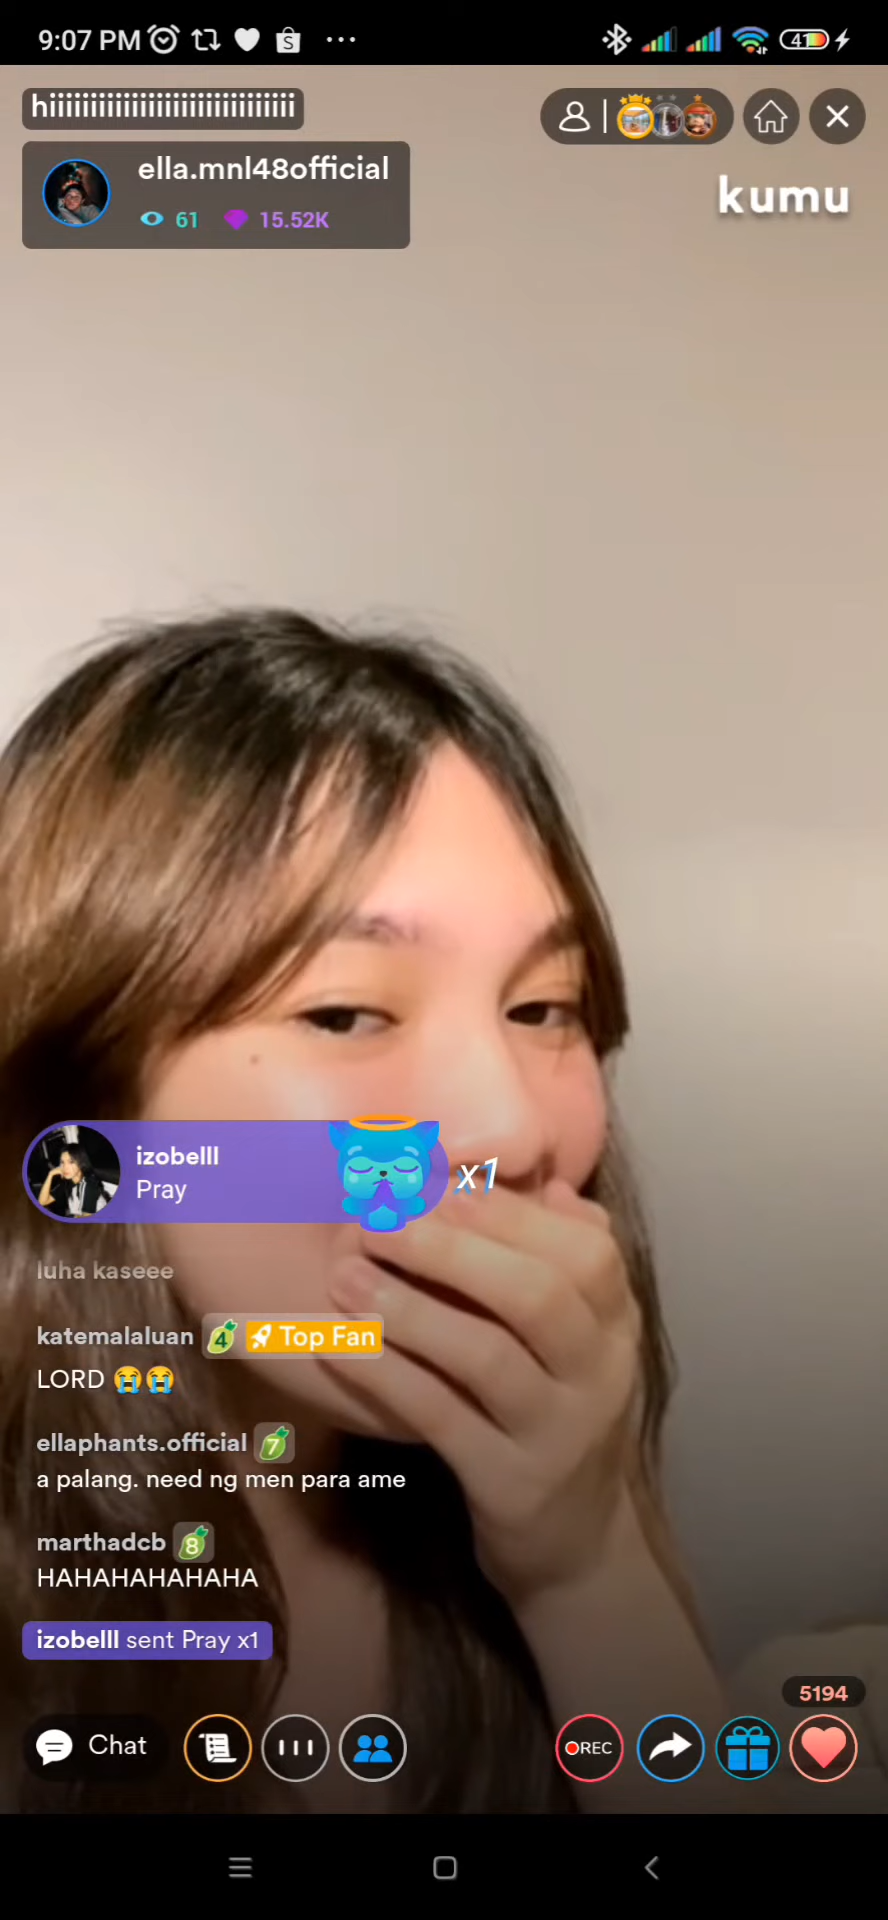 9:07 PM
41
hiiiiiiiiiiiiiiiiiiiiiiiiiiiiii
ella.mnl48official
61 15.52K
kumu
izobelll
Pray
x1
luha kaseee
katemalaluan 4 Top Fan
LORD 😭😭
ellaphants.official 7
a palang. need ng men para ame
marthadcb 8
HAHAHAHAHAHA
izobelll sent Pray x1
5194
Chat
REC